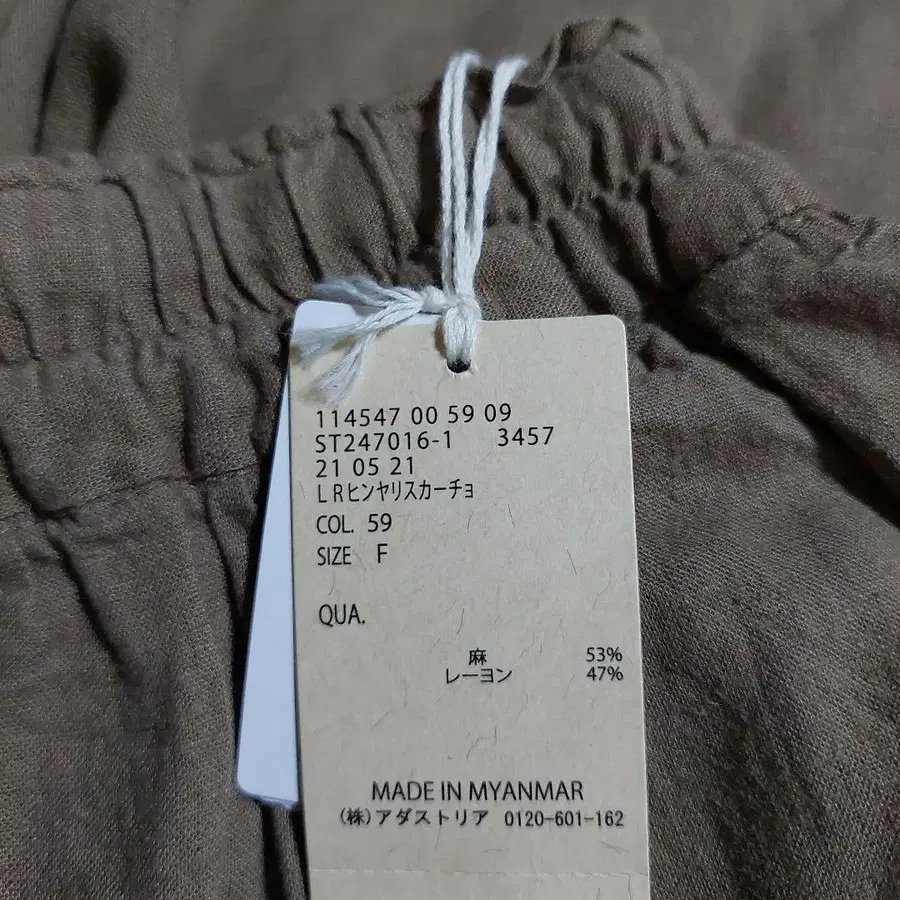 114547 00 59 09
ST247016-1 3457
21 05 21
LRヒンヤリスカーチョ
COL. 59
SIZE F
QUA.
麻 53%
レーヨン 47%
MADE IN MYANMAR
(株)アダストリア 0120-601-162